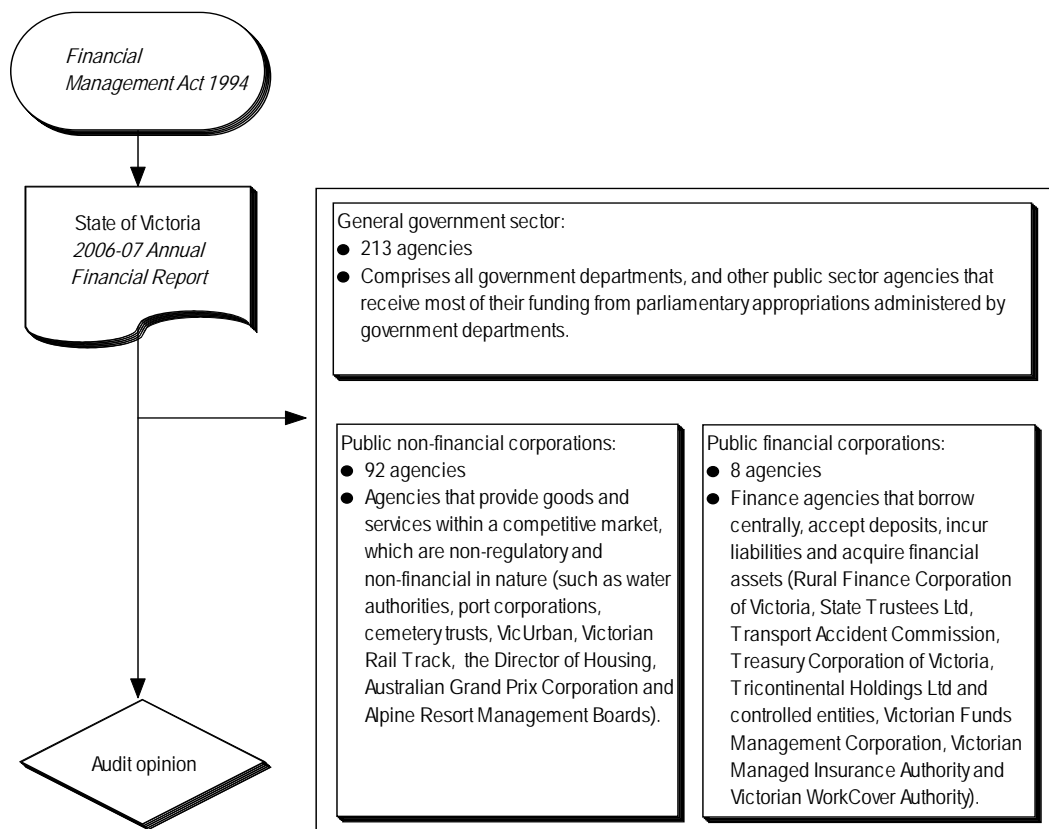 Financial
Management Act 1994
State of Victoria
2006-07 Annual
Financial Report
General government sector:
● 213 agencies
● Comprises all government departments, and other public sector agencies that
receive most of their funding from parliamentary appropriations administered by
government departments.
Public non-financial corporations:
● 92 agencies
● Agencies that provide goods and
services within a competitive market,
which are non-regulatory and
non-financial in nature (such as water
authorities, port corporations,
cemetery trusts, VicUrban, Victorian
Rail Track, the Director of Housing,
Australian Grand Prix Corporation and
Alpine Resort Management Boards).
Public financial corporations:
● 8 agencies
● Finance agencies that borrow
centrally, accept deposits, incur
liabilities and acquire financial
assets (Rural Finance Corporation
of Victoria, State Trustees Ltd,
Transport Accident Commission,
Treasury Corporation of Victoria,
Tricontinental Holdings Ltd and
controlled entities, Victorian Funds
Management Corporation, Victorian
Managed Insurance Authority and
Victorian WorkCover Authority).
Audit opinion